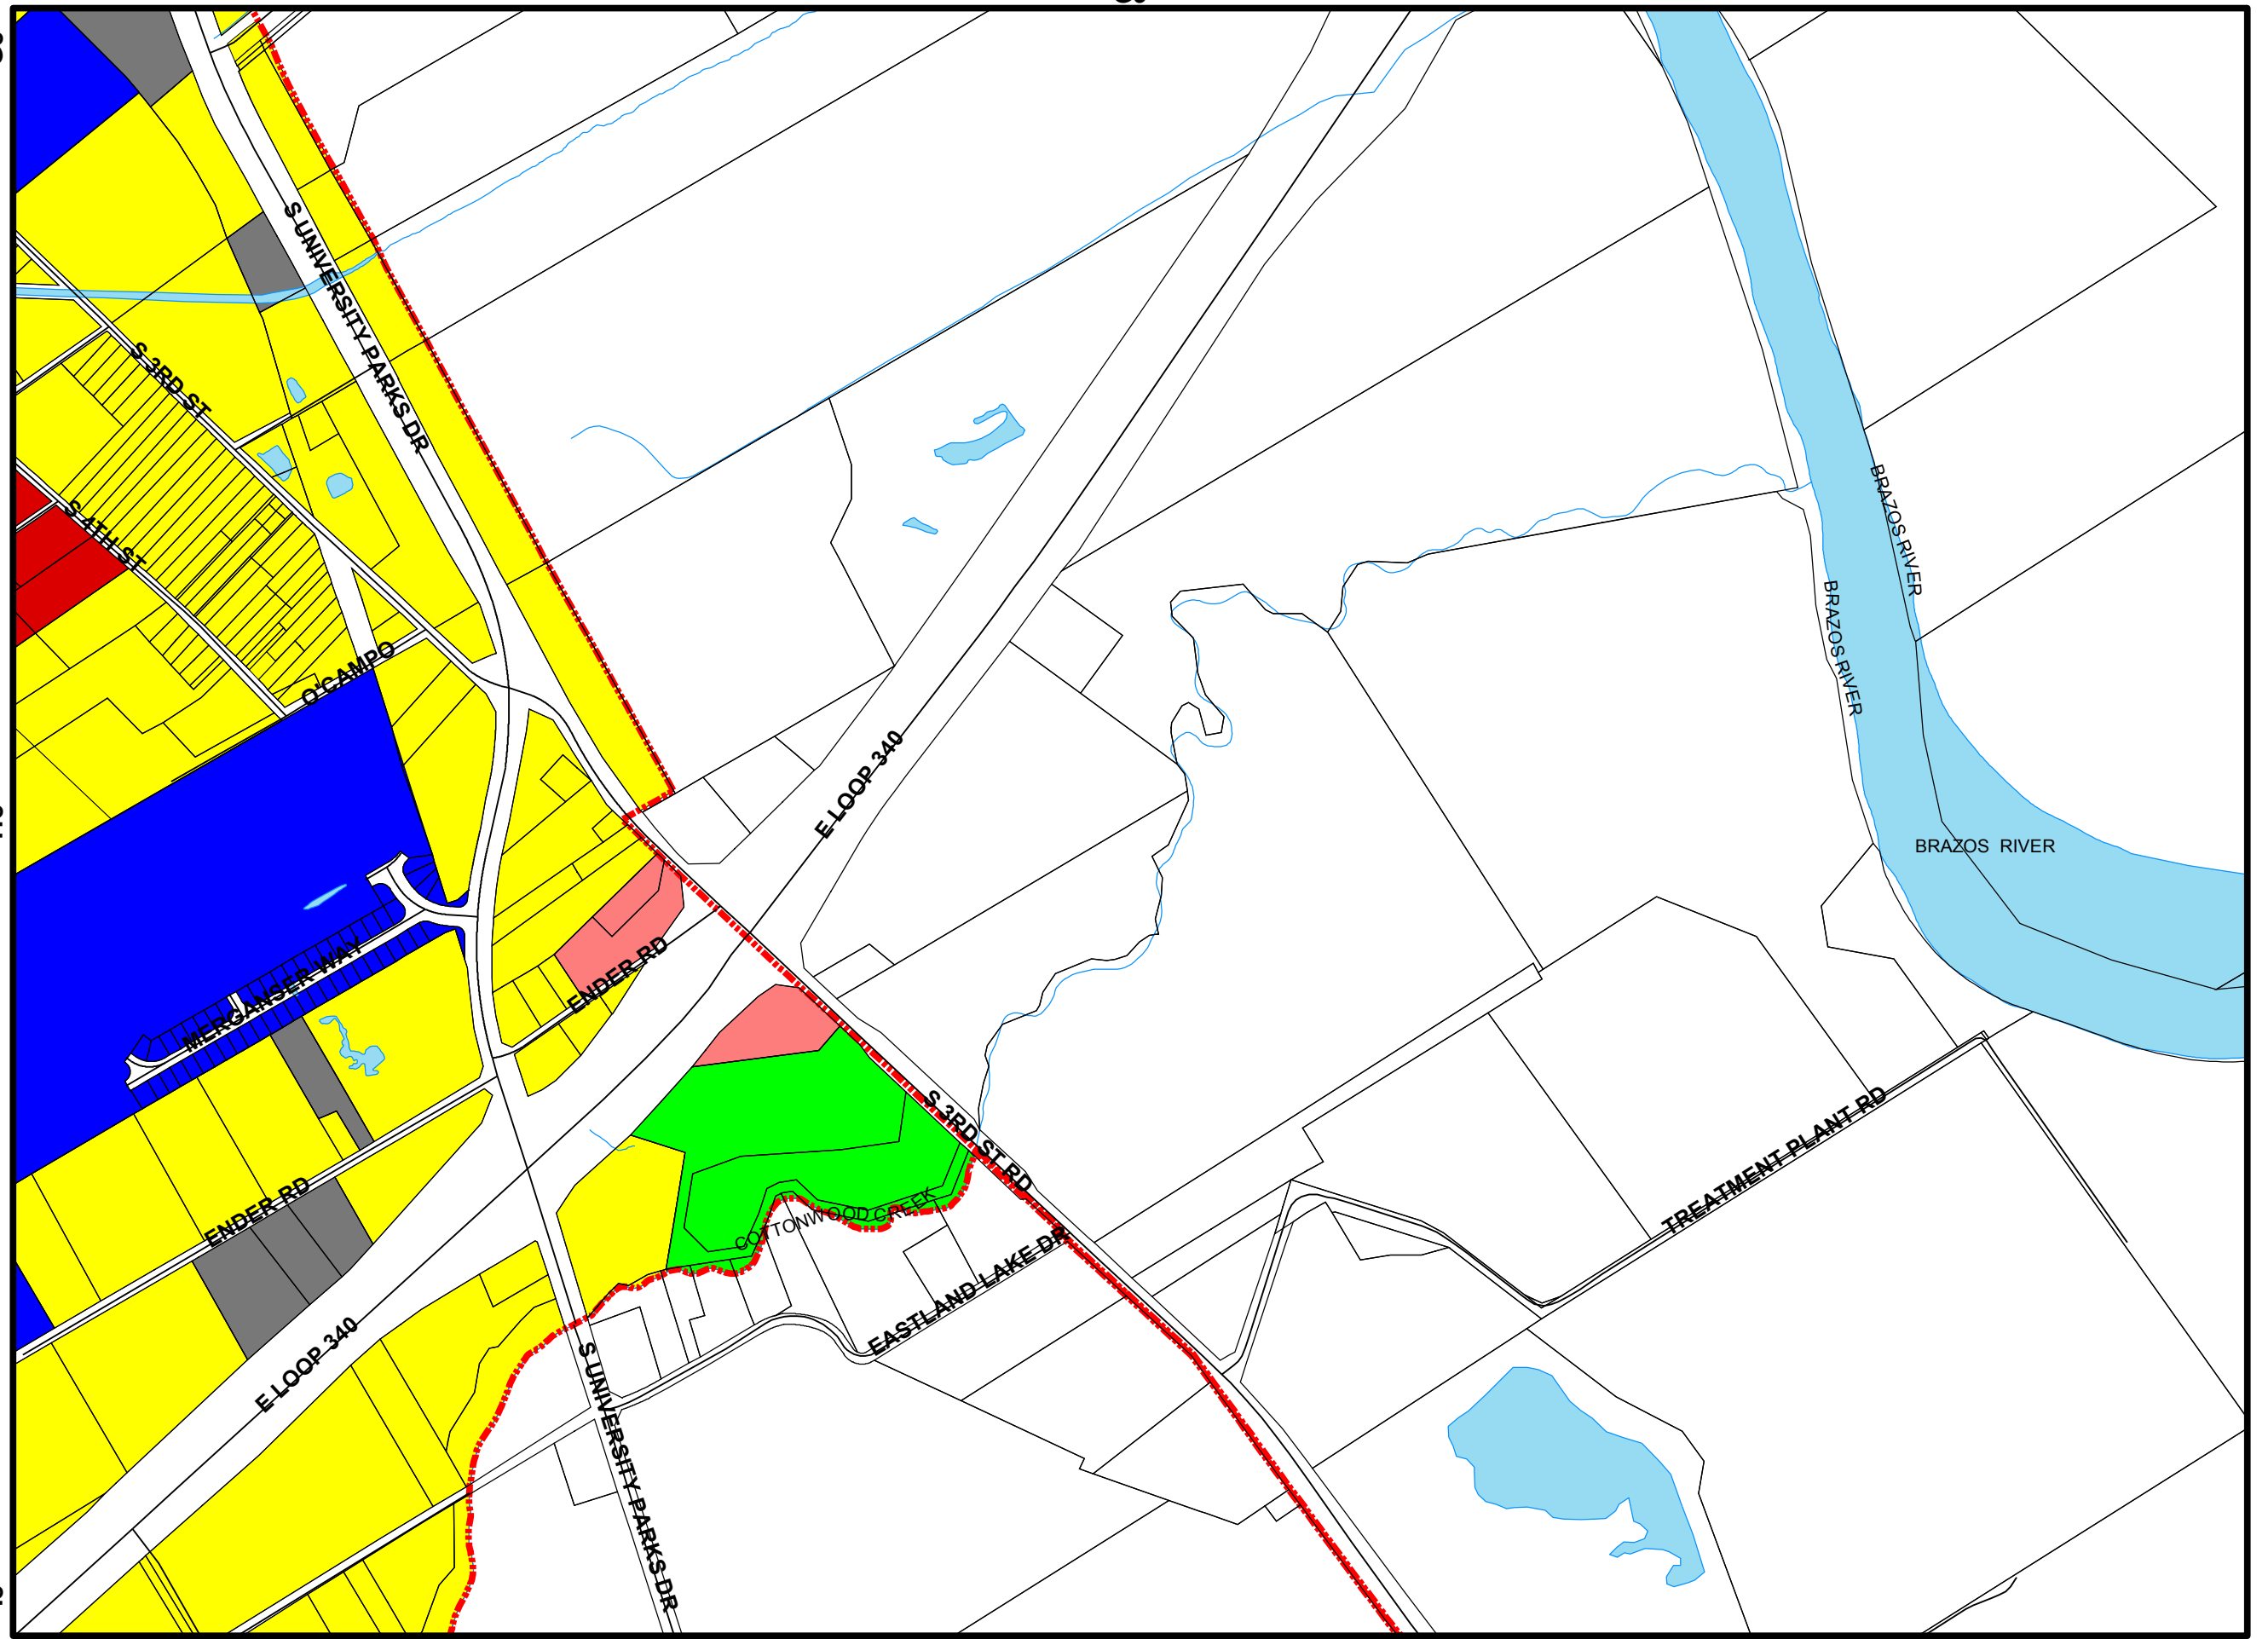 S UNIVERSITY PARKS DR
S 3RD ST
S 4TH ST
BRAZOS RIVER
BRAZOS RIVER
O'CAMPO
E LOOP 340
BRAZOS RIVER
MERGANSER WAY
ENDER RD
S 3RD ST RD
TREATMENT PLANT RD
ENDER RD
COTTONWOOD CREEK
EASTLAND LAKE DR
E LOOP 340
S UNIVERSITY PARKS DR